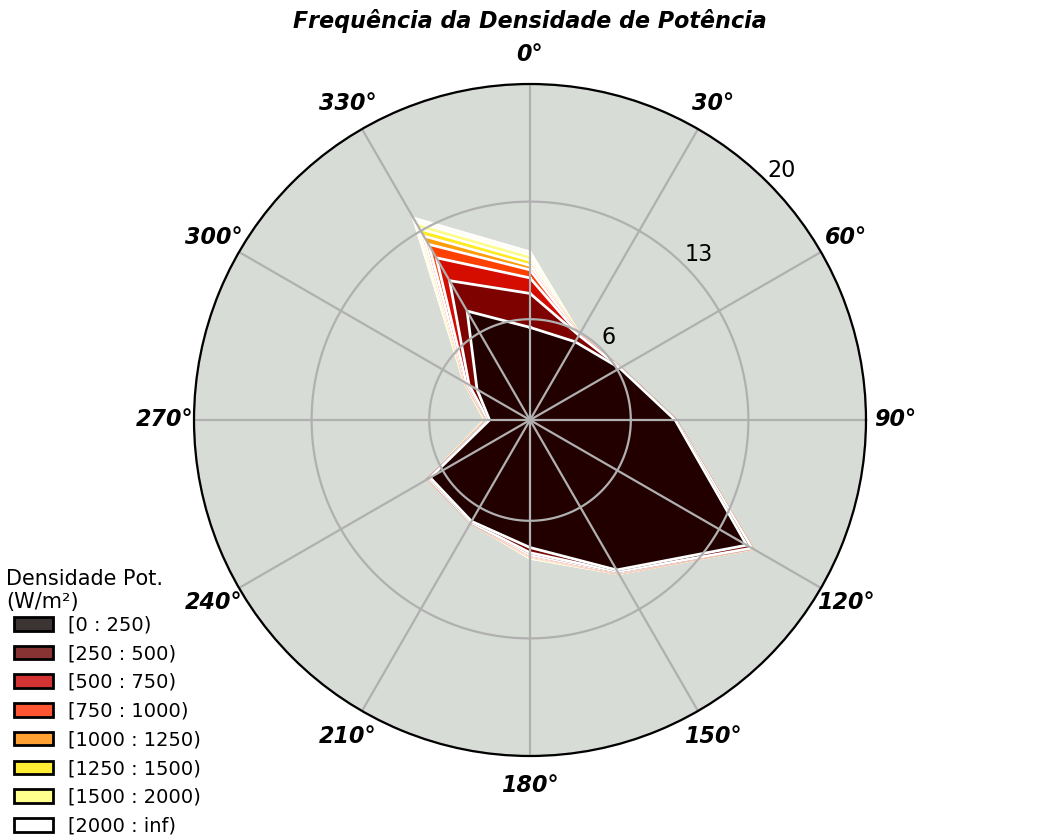 Frequência da Densidade de Potência
0°
330°
30°
20
300°
60°
13
6
270°
90°
Densidade Pot.
(W/m²)
240°
120°
[0 : 250)
[250 : 500)
[500 : 750)
[750 : 1000)
210°
150°
[1000 : 1250)
[1250 : 1500)
180°
[1500 : 2000)
[2000 : inf)